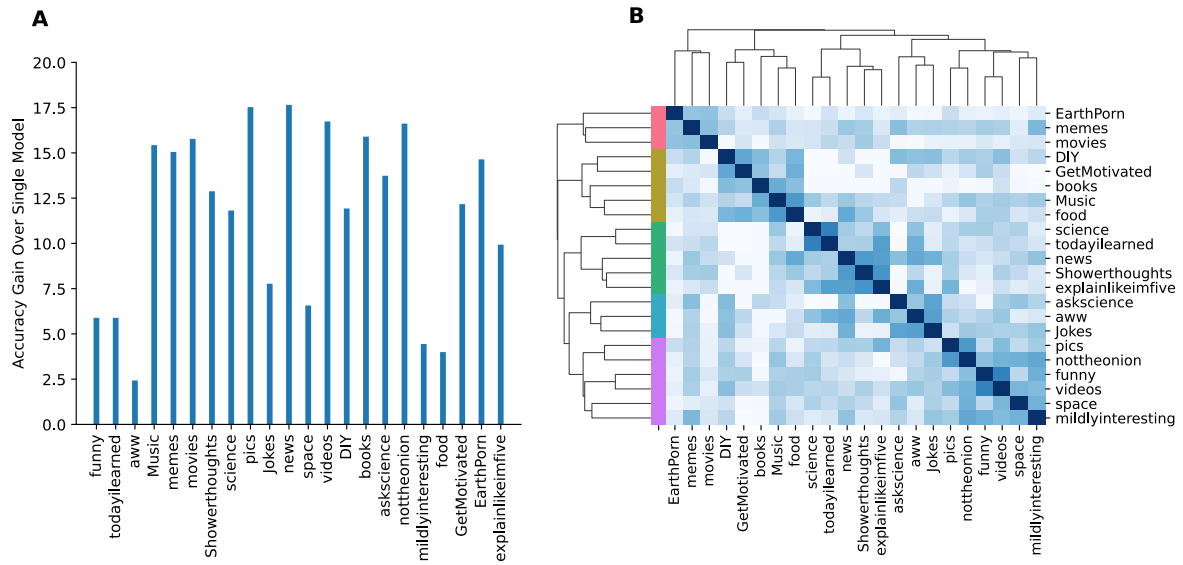 A
Accuracy Gain Over Single Model
20.0
17.5
15.0
12.5
10.0
7.5
5.0
2.5
0.0
funny
todayilearned
aww
Music
memes
movies
Showerthoughts
science
pics
Jokes
news
space
videos
DIY
books
askscience
nottheonion
mildlyinteresting
food
GetMotivated
EarthPorn
explainlikeimfive
B
EarthPorn
memes
movies
DIY
GetMotivated
books
Music
food
science
todayilearned
news
Showerthoughts
explainlikeimfive
askscience
aww
Jokes
pics
nottheonion
funny
videos
space
mildlyinteresting
EarthPorn
memes
movies
DIY
GetMotivated
books
Music
food
science
todayilearned
news
Showerthoughts
explainlikeimfive
askscience
aww
Jokes
pics
nottheonion
funny
videos
space
mildlyinteresting